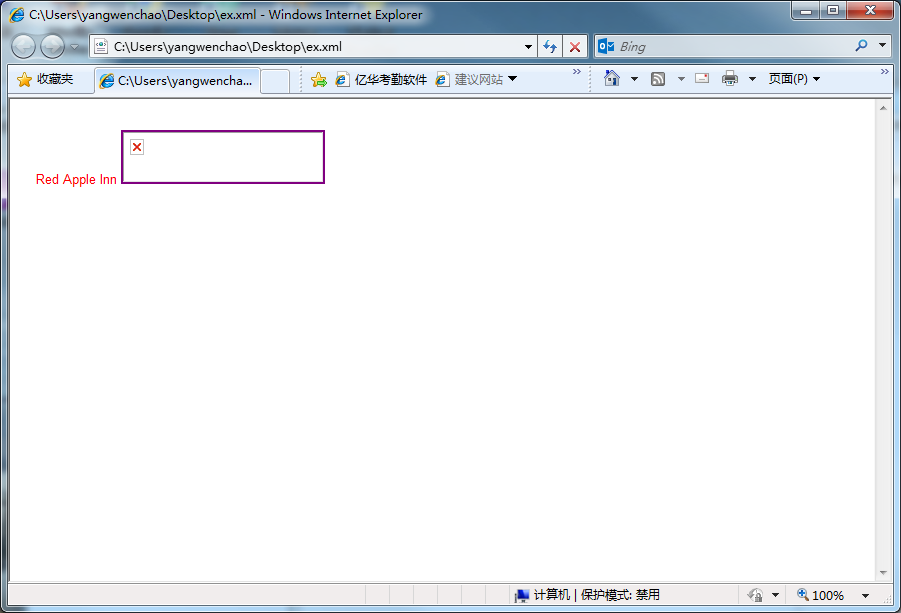 C:\Users\yangwenchao\Desktop\ex.xml - Windows Internet Explorer
C:\Users\yangwenchao\Desktop\ex.xml
Bing
收藏夹
C:\Users\yangwencha...
亿华考勤软件
建议网站
页面(P)
Red Apple Inn
计算机 | 保护模式: 禁用
100%